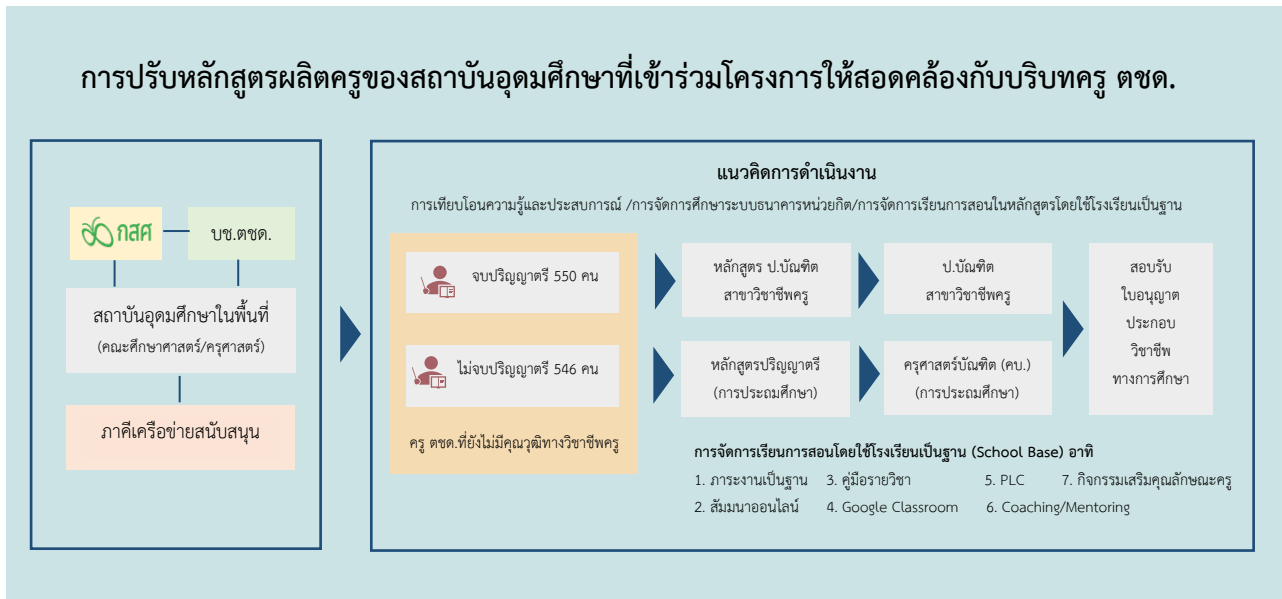 การปรับหลักสูตรผลิตครูของสถาบันอุดมศึกษาที่เข้าร่วมโครงการให้สอดคล้องกับบริบทครู ตชด.
กสศ
บช.ตชด.
สถาบันอุดมศึกษาในพื้นที่
(คณะศึกษาศาสตร์/ครุศาสตร์)
ภาคีเครือข่ายสนับสนุน
แนวคิดการดำเนินงาน
การเทียบโอนความรู้และประสบการณ์ /การจัดการศึกษาระบบธนาคารหน่วยกิต/การจัดการเรียนการสอนในหลักสูตรโดยใช้โรงเรียนเป็นฐาน
จบปริญญาตรี 550 คน
ไม่จบปริญญาตรี 546 คน
ครู ตชด.ที่ยังไม่มีคุณวุฒิทางวิชาชีพครู
หลักสูตร ป.บัณฑิต
สาขาวิชาชีพครู
ป.บัณฑิต
สาขาวิชาชีพครู
หลักสูตรปริญญาตรี
(การประถมศึกษา)
ครุศาสตร์บัณฑิต (คบ.)
(การประถมศึกษา)
สอบรับ
ใบอนุญาต
ประกอบ
วิชาชีพ
ทางการศึกษา
การจัดการเรียนการสอนโดยใช้โรงเรียนเป็นฐาน (School Base) อาทิ
1. ภาระงานเป็นฐาน 3. คู่มือรายวิชา 5. PLC 7. กิจกรรมเสริมคุณลักษณะครู
2. สัมมนาออนไลน์ 4. Google Classroom 6. Coaching/Mentoring